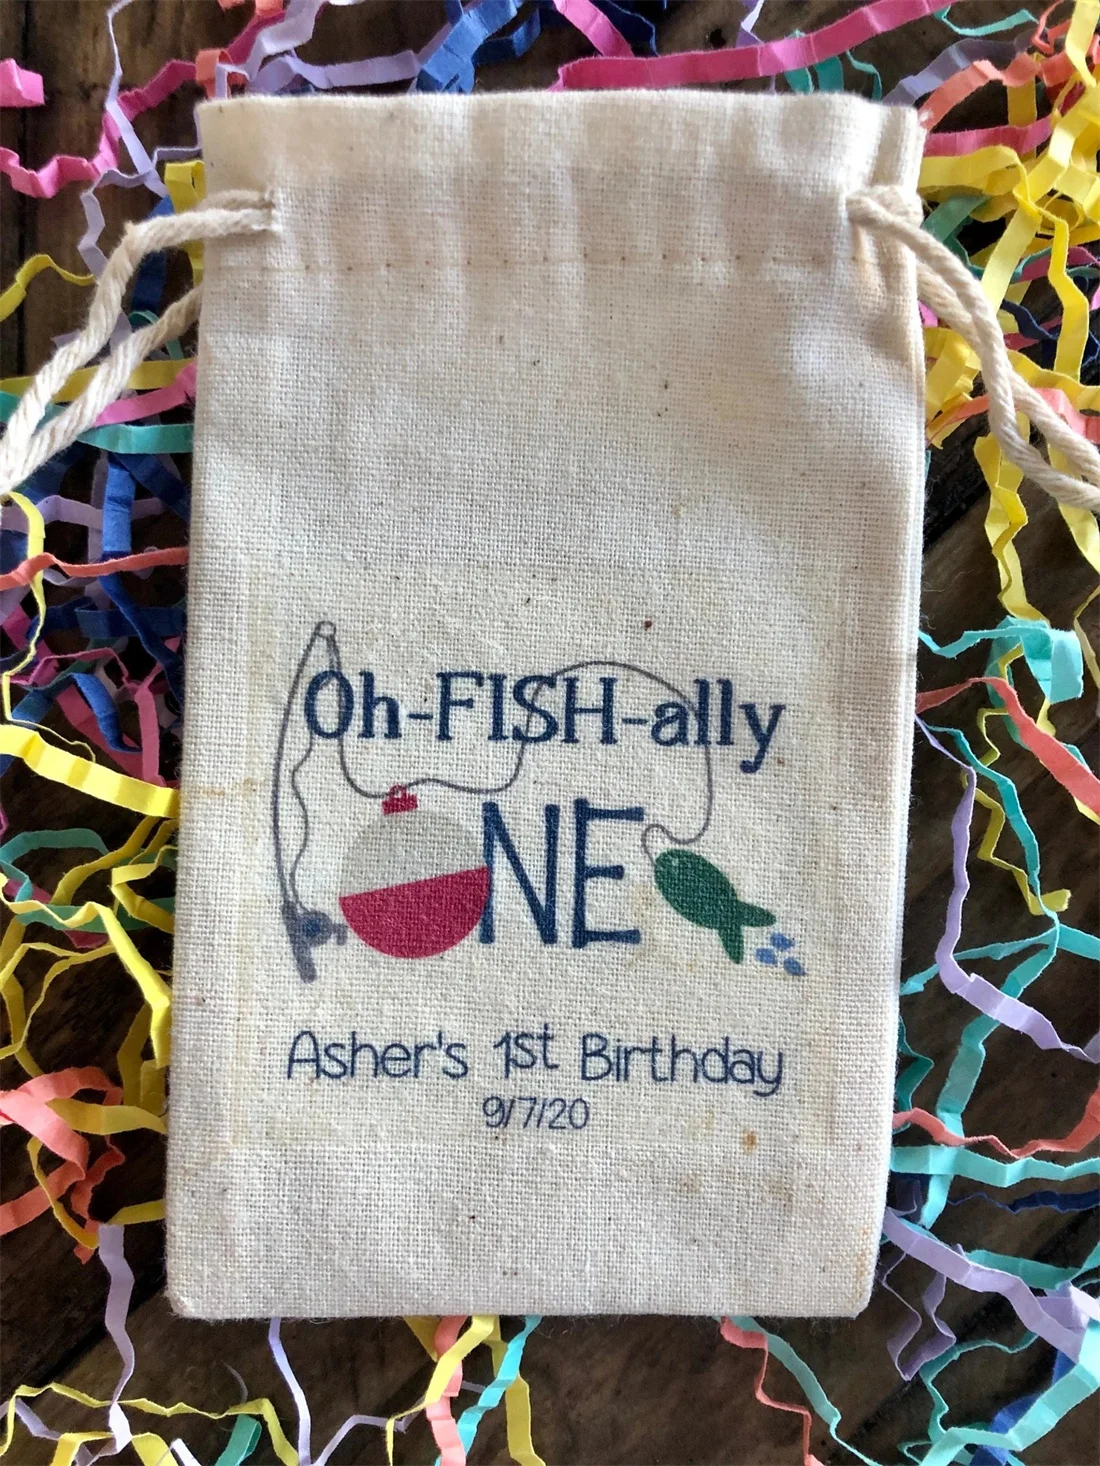 Oh-FISH-ally
ONE
Asher's 1st Birthday
9/7/20